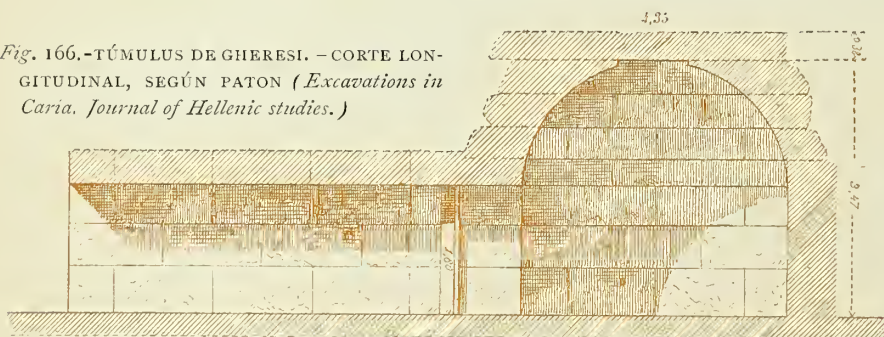 Fig. 166.-TÚMULUS DE GHERESI. – CORTE LON-
GITUDINAL, SEGÚN PATON (Excavations in
Caria. Journal of Hellenic studies.)
4,35
3,47